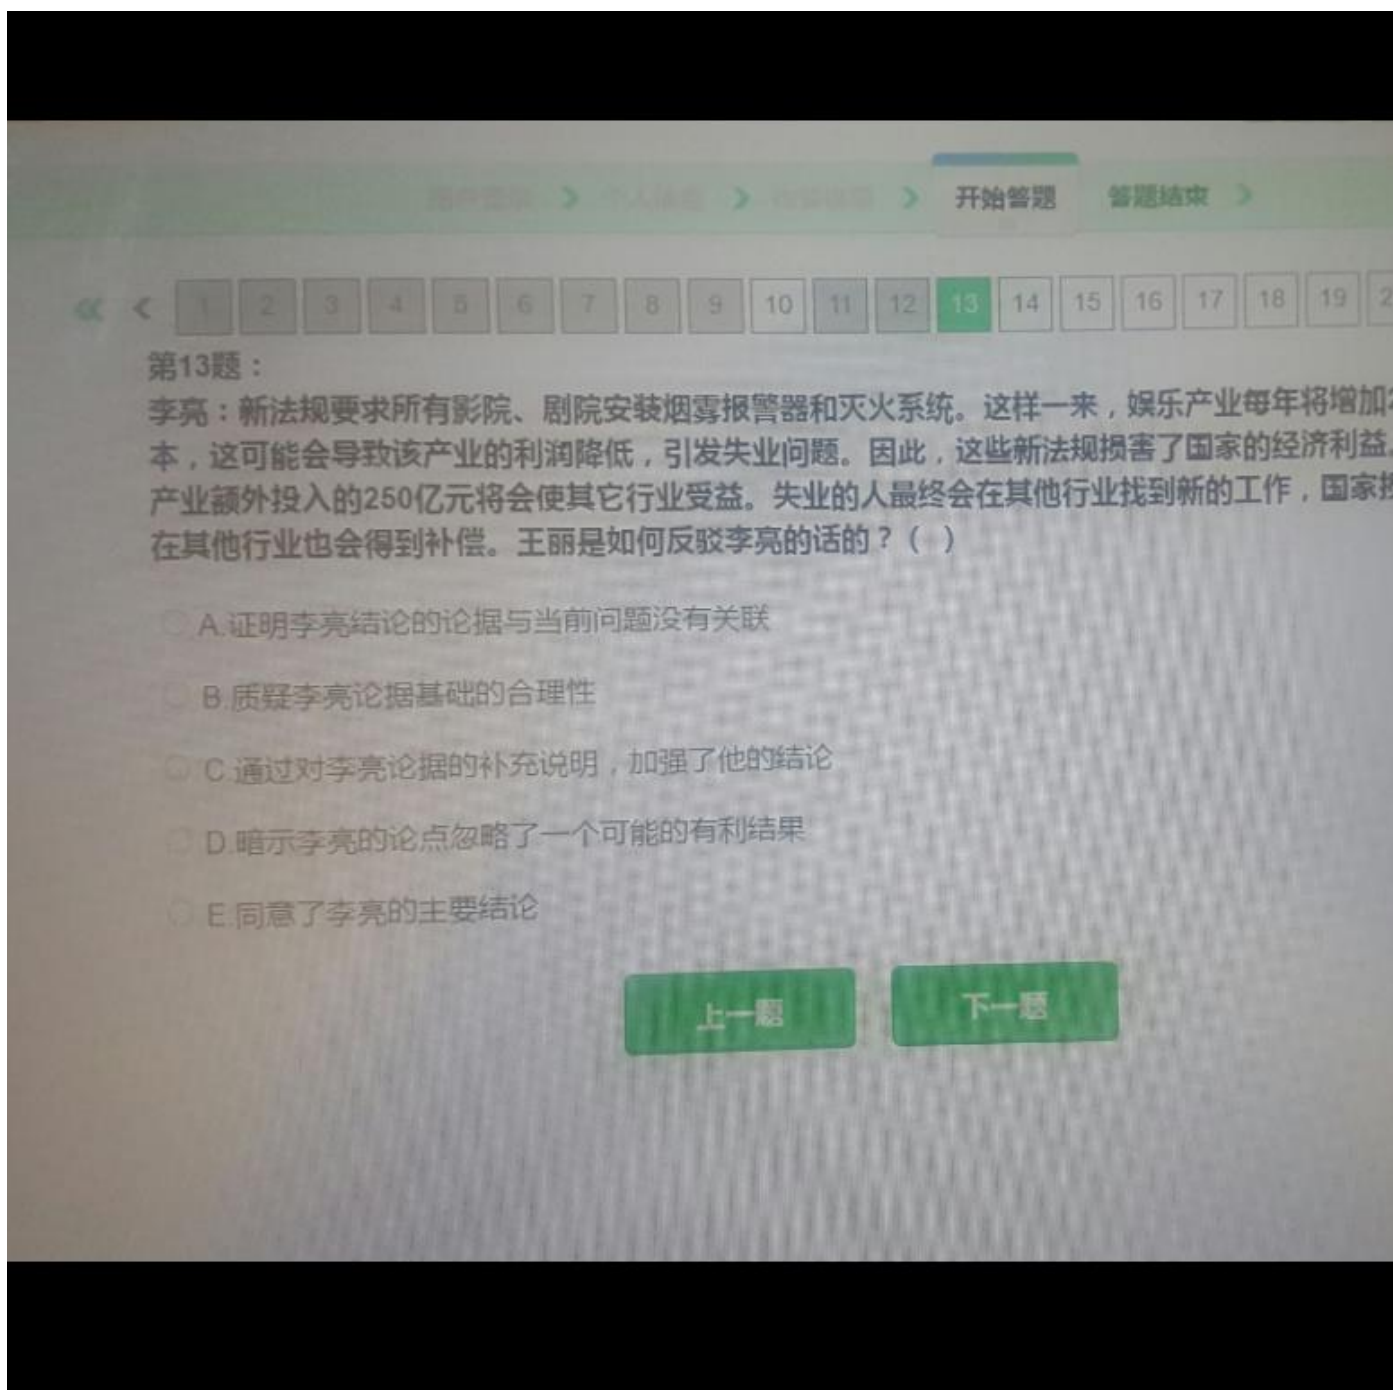 开始答题 答题结束
1 2 3 4 5 6 7 8 9 10 11 12 13 14 15 16 17 18 19 2
第13题：
李亮：新法规要求所有影院、剧院安装烟雾报警器和灭火系统。这样一来，娱乐产业每年将增加2
本，这可能会导致该产业的利润降低，引发失业问题。因此，这些新法规损害了国家的经济利益。
产业额外投入的250亿元将会使其它行业受益。失业的人最终会在其他行业找到新的工作，国家
在其他行业也会得到补偿。王丽是如何反驳李亮的话的？（ ）
A.证明李亮结论的论据与当前问题没有关联
B.质疑李亮论据基础的合理性
C.通过对李亮论据的补充说明，加强了他的结论
D.暗示李亮的论点忽略了一个可能的有利结果
E.同意了李亮的主要结论
上一题 下一题